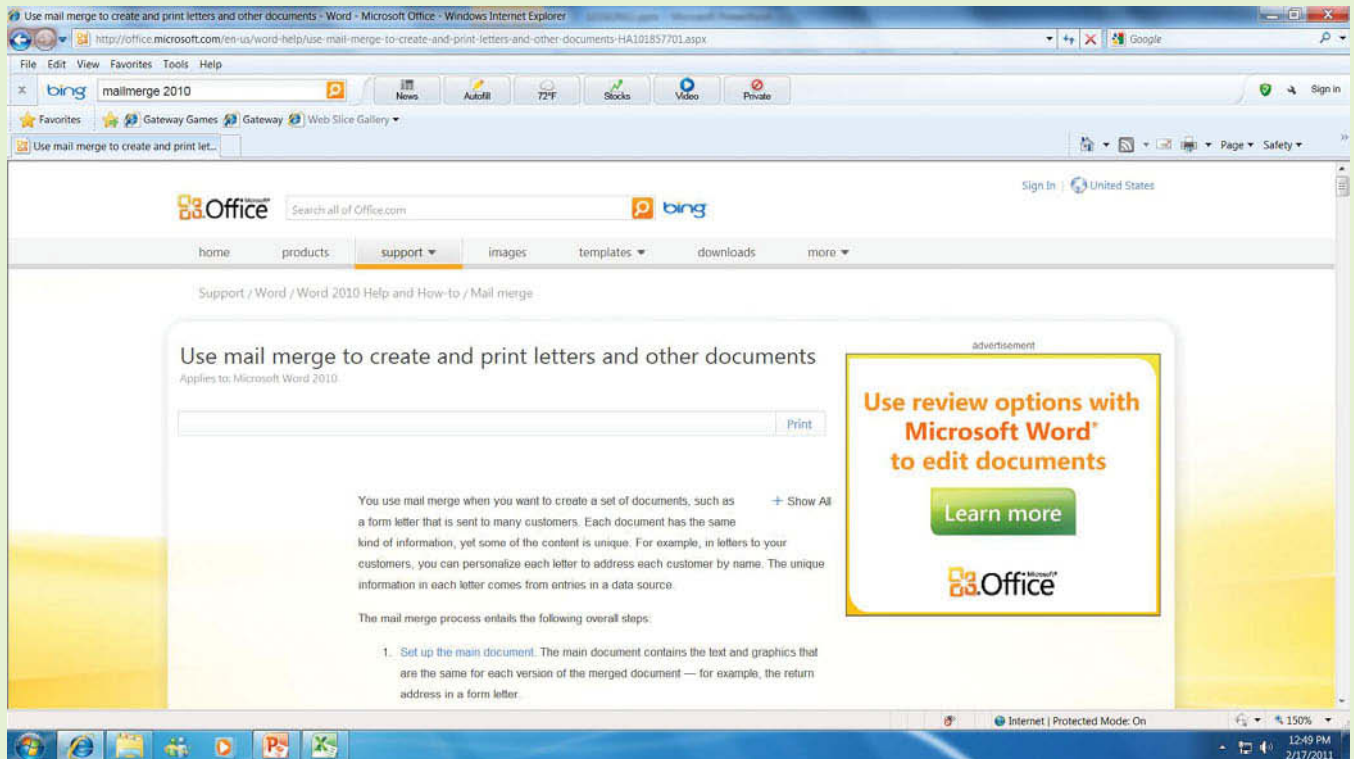 Use mail merge to create and print letters and other documents - Word - Microsoft Office - Windows Internet Explorer
http://office.microsoft.com/en-us/word-help/use-mail-merge-to-create-and-print-letters-and-other-documents-HA101857701.aspx
Google
File Edit View Favorites Tools Help
x bing mailmerge 2010 News Autofill 72°F Stocks Video Private Sign in
Favorites Gateway Games Gateway Web Slice Gallery
Use mail merge to create and print let... Page Safety
Sign In | United States
Microsoft Office Search all of Office.com bing
home products support images templates downloads more
Support / Word / Word 2010 Help and How-to / Mail merge
Use mail merge to create and print letters and other documents
Applies to: Microsoft Word 2010
Print
advertisement
Use review options with
Microsoft Word*
to edit documents
Learn more
Microsoft Office
You use mail merge when you want to create a set of documents, such as + Show All
a form letter that is sent to many customers. Each document has the same
kind of information, yet some of the content is unique. For example, in letters to your
customers, you can personalize each letter to address each customer by name. The unique
information in each letter comes from entries in a data source.
The mail merge process entails the following overall steps:
1. Set up the main document. The main document contains the text and graphics that
are the same for each version of the merged document — for example, the return
address in a form letter.
Internet | Protected Mode: On 150%
12:49 PM
2/17/2011